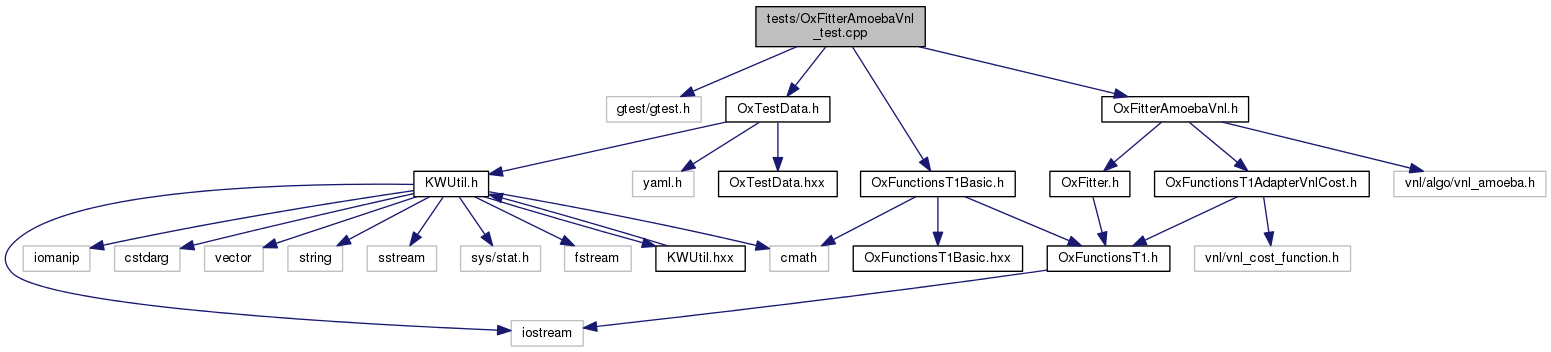 tests/OxFitterAmoebaVnl
_test.cpp
gtest/gtest.h
OxTestData.h
OxFitterAmoebaVnl.h
KWUtil.h
yaml.h
OxTestData.hxx
OxFunctionsT1Basic.h
OxFitter.h
OxFunctionsT1AdapterVnlCost.h
vnl/algo/vnl_amoeba.h
iomanip
cstdarg
vector
string
sstream
sys/stat.h
fstream
KWUtil.hxx
cmath
OxFunctionsT1Basic.hxx
OxFunctionsT1.h
vnl/vnl_cost_function.h
iostream